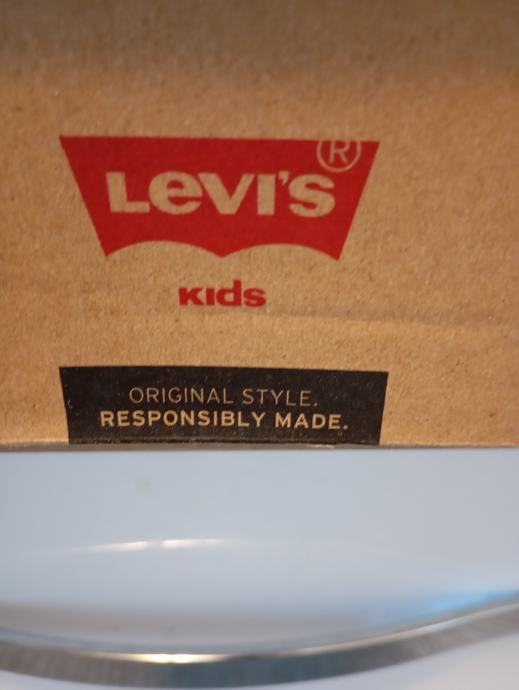 LEVI'S®
KIDS
ORIGINAL STYLE.
RESPONSIBLY MADE.